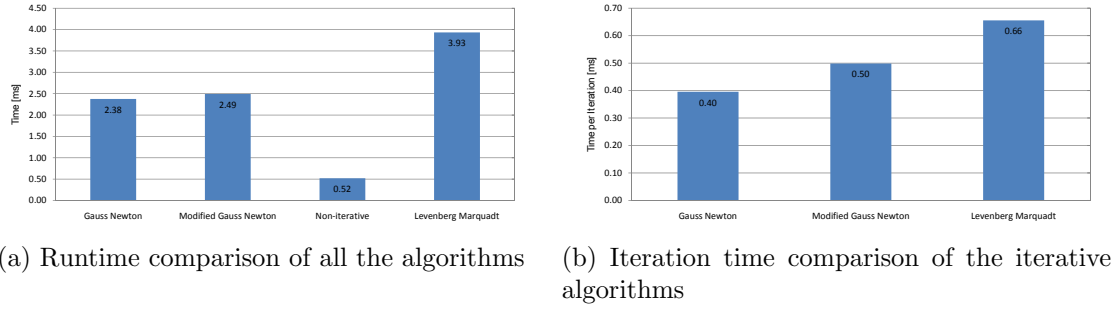 4.50
4.00
3.50
3.00
2.50
2.00
1.50
1.00
0.50
0.00
Time [ms]
2.38
2.49
0.52
3.93
Gauss Newton
Modified Gauss Newton
Non-iterative
Levenberg Marquadt
(a) Runtime comparison of all the algorithms
0.70
0.60
0.50
0.40
0.30
0.20
0.10
0.00
Time per Iteration [ms]
0.40
0.50
0.66
Gauss Newton
Modified Gauss Newton
Levenberg Marquadt
(b) Iteration time comparison of the iterative
algorithms